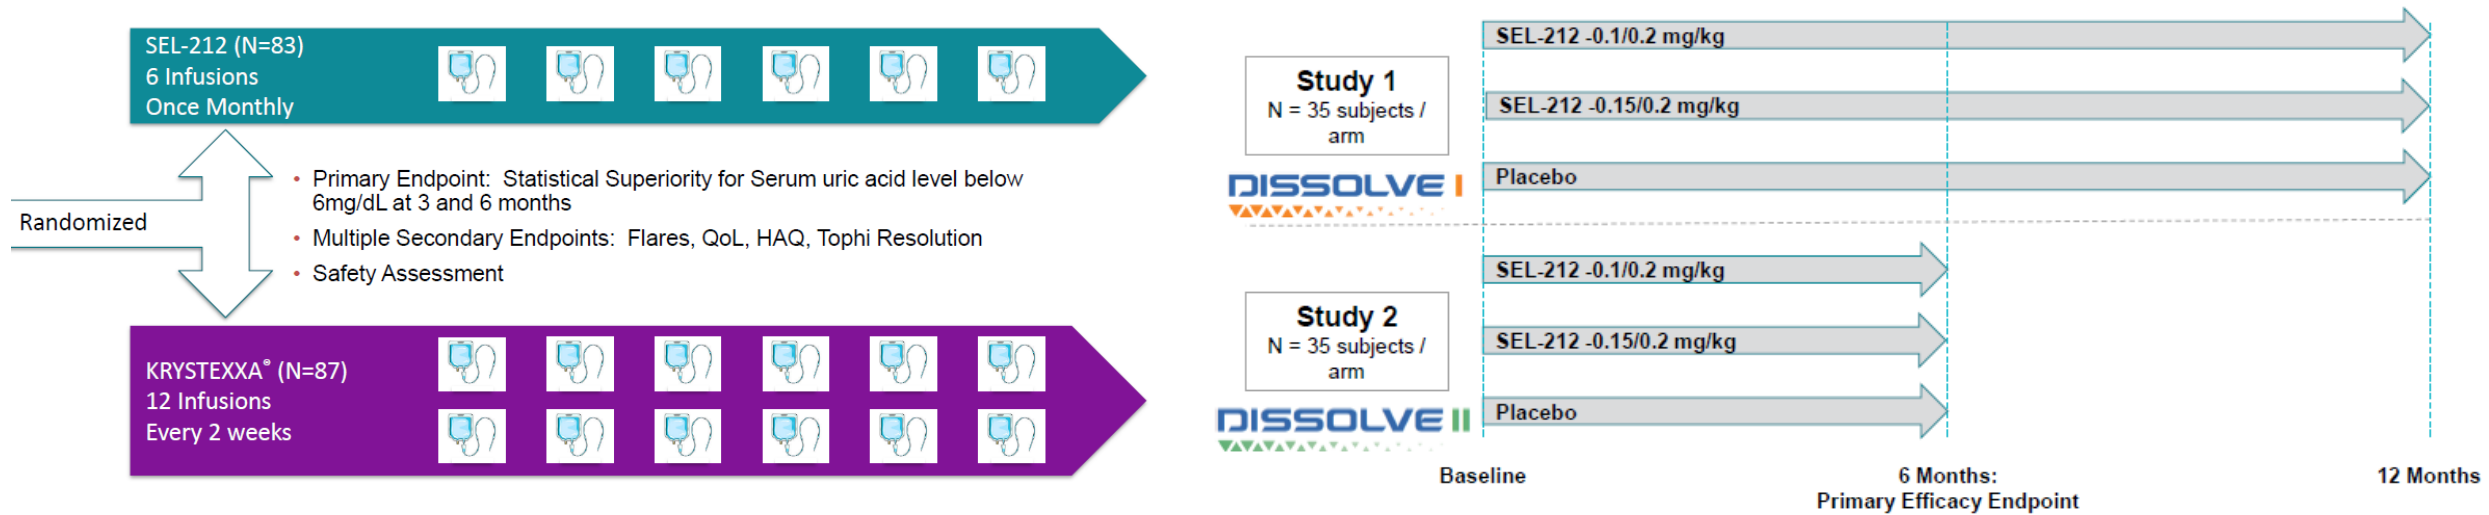 SEL-212 (N=83)
6 Infusions
Once Monthly
Randomized
• Primary Endpoint: Statistical Superiority for Serum uric acid level below
6mg/dL at 3 and 6 months
• Multiple Secondary Endpoints: Flares, QoL, HAQ, Tophi Resolution
• Safety Assessment
KRYSTEXXA® (N=87)
12 Infusions
Every 2 weeks
Study 1
N = 35 subjects /
arm
DISSOLVE I
SEL-212 -0.1/0.2 mg/kg
SEL-212 -0.15/0.2 mg/kg
Placebo
Study 2
N = 35 subjects /
arm
DISSOLVE II
SEL-212 -0.1/0.2 mg/kg
SEL-212 -0.15/0.2 mg/kg
Placebo
Baseline
6 Months:
Primary Efficacy Endpoint
12 Months